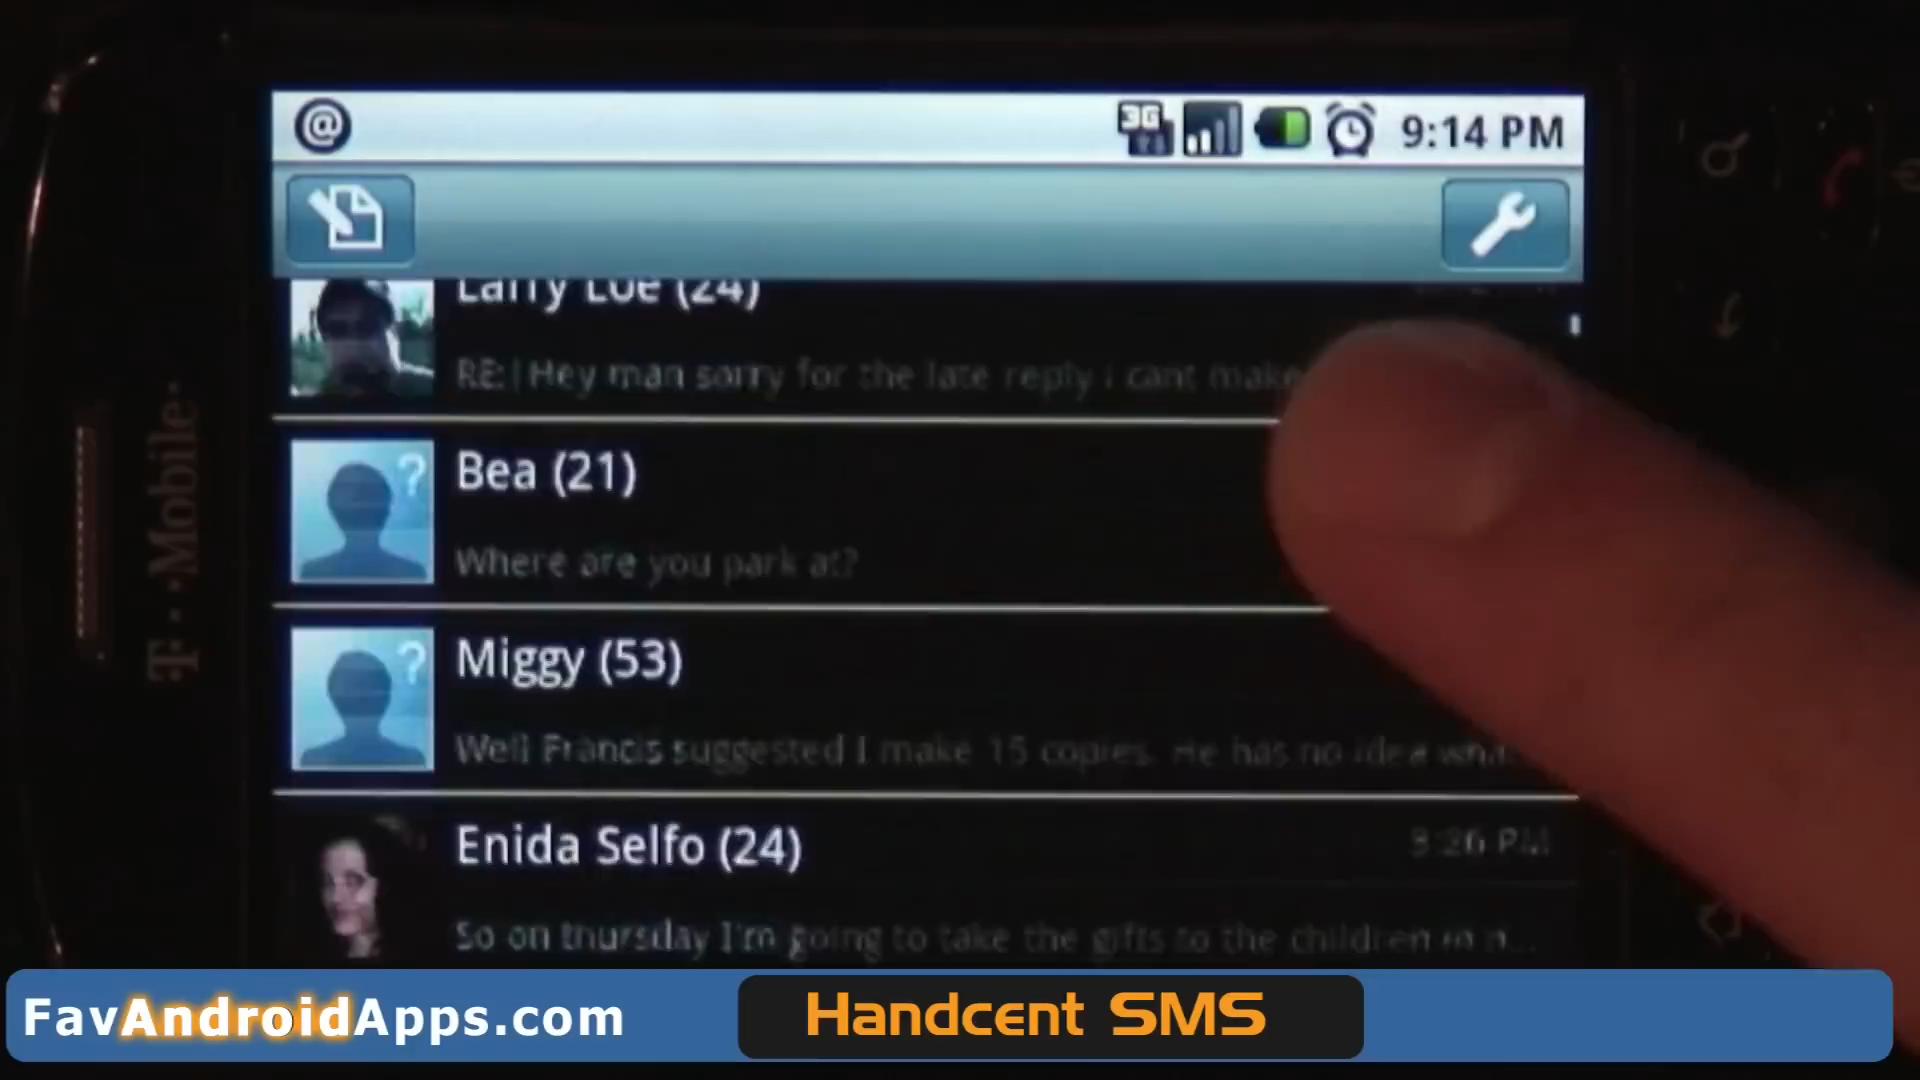 @
3G
9:14 PM
Larry Loe (24)
RE:|Hey man sorry for the late reply i cant make
Bea (21)
Where are you park at?
Miggy (53)
Well Francis suggested I make 15 copies. He has no idea wha...
Enida Selfo (24)
3:26 PM
So on thursday I'm going to take the gifts to the children in n...
T··Mobile·
FavAndroidApps.com
Handcent SMS